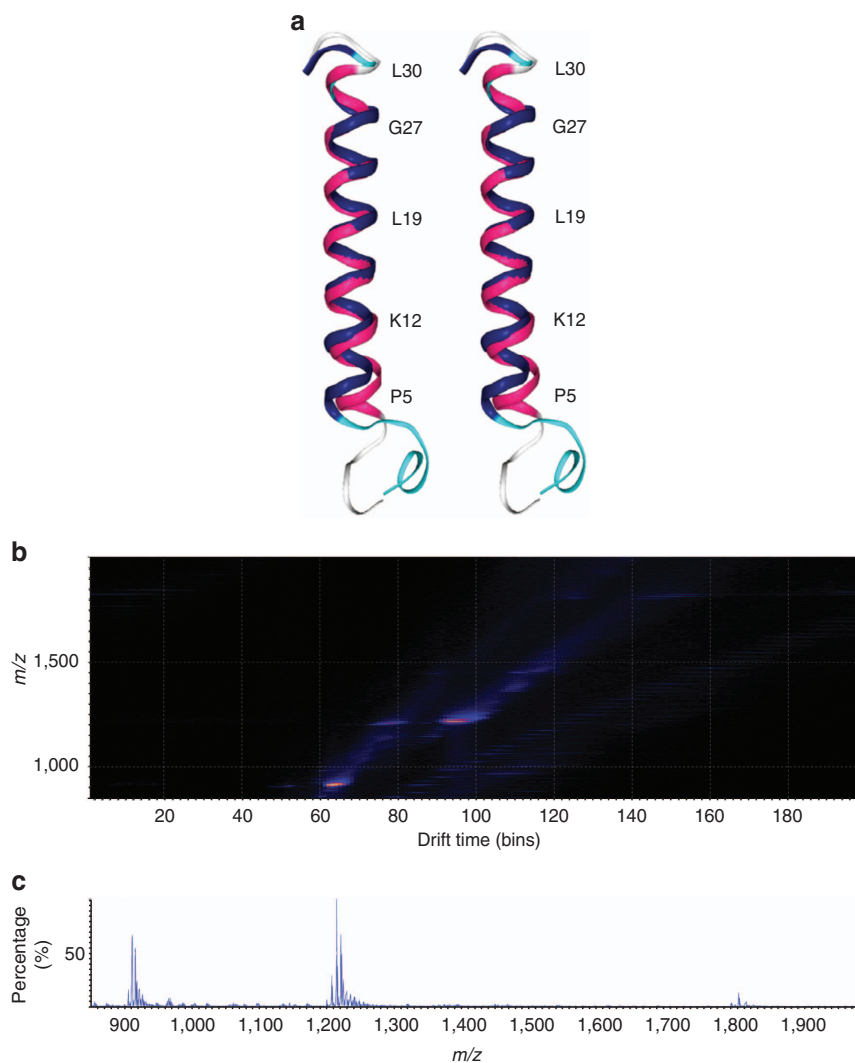 a
L30 L30
G27 G27
L19 L19
K12 K12
P5 P5
b
m/z
1,500
1,000
20 40 60 80 100 120 140 160 180
Drift time (bins)
c
Percentage
(%)
50
900 1,000 1,100 1,200 1,300 1,400 1,500 1,600 1,700 1,800 1,900
m/z